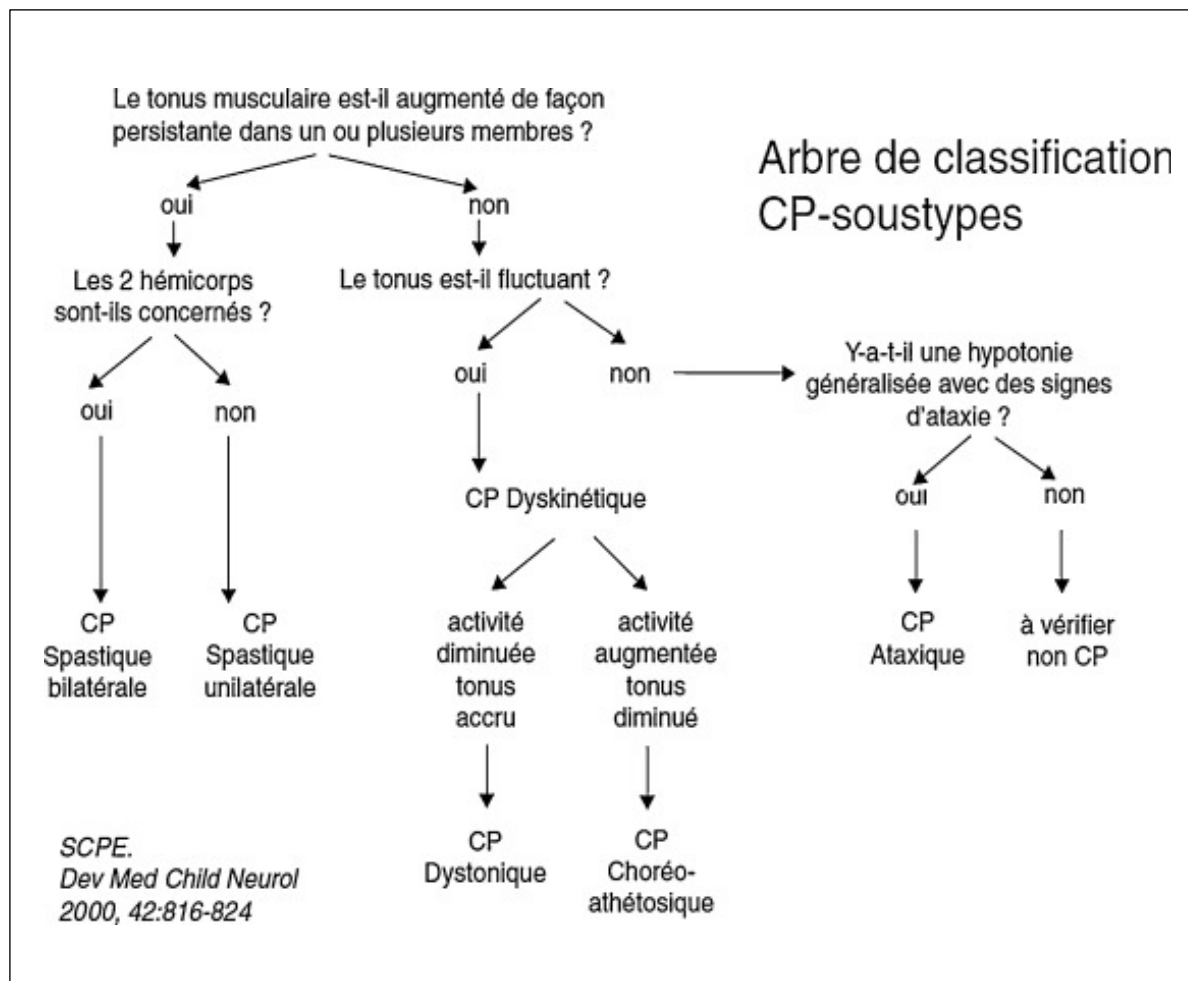 Le tonus musculaire est-il augmenté de façon
persistante dans un ou plusieurs membres ?
Arbre de classification
CP-soustypes
oui
non
Les 2 hémicorps
sont-ils concernés ?
Le tonus est-il fluctuant ?
oui
non
oui
non
Y-a-t-il une hypotonie
généralisée avec des signes
d'ataxie ?
oui
non
CP Dyskinétique
CP
Spastique
bilatérale
CP
Spastique
unilatérale
activité
diminuée
tonus
accru
activité
augmentée
tonus
diminué
CP
Ataxique
à vérifier
non CP
CP
Dystonique
CP
Choréo-
athétosique
SCPE.
Dev Med Child Neurol
2000, 42:816-824